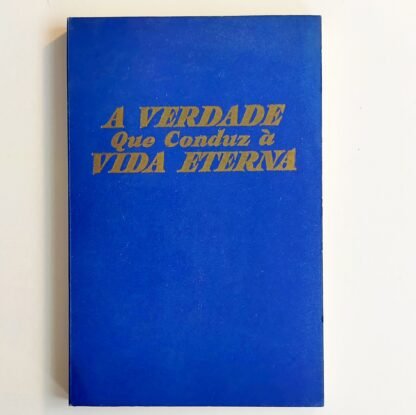 A VERDADE
Que Conduz à
VIDA ETERNA